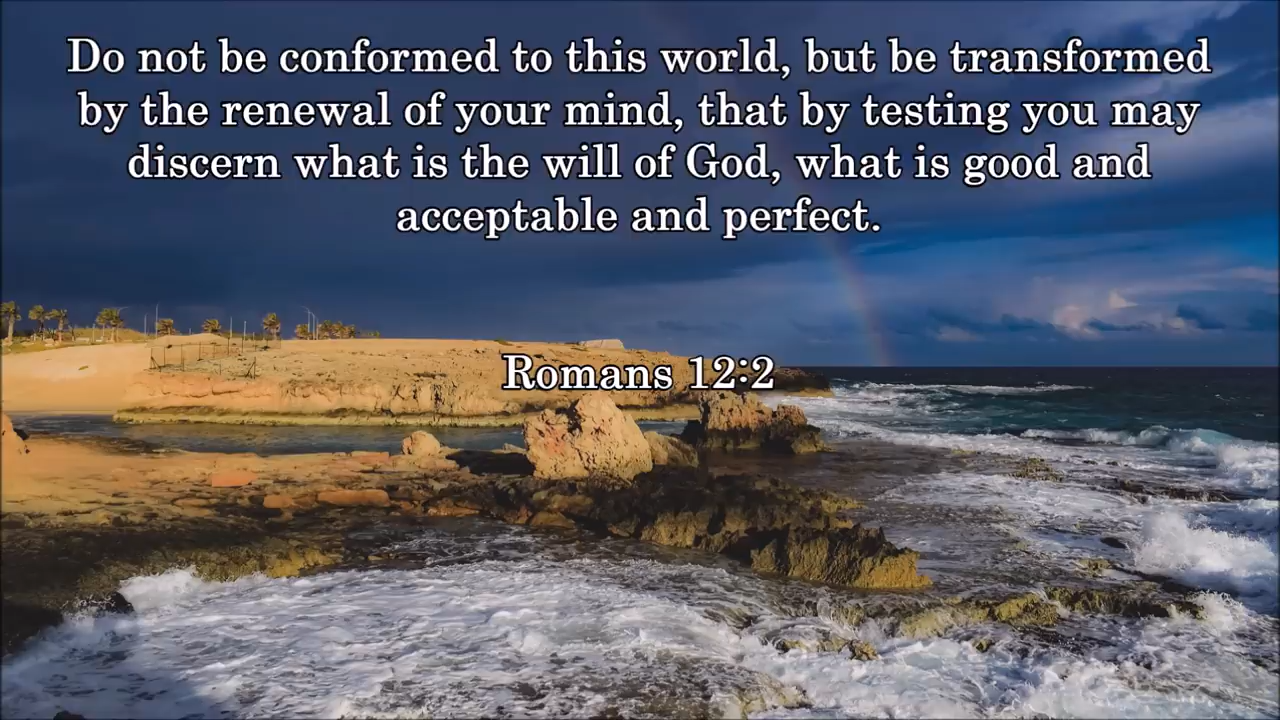 Do not be conformed to this world, but be transformed
by the renewal of your mind, that by testing you may
discern what is the will of God, what is good and
acceptable and perfect.
Romans 12:2